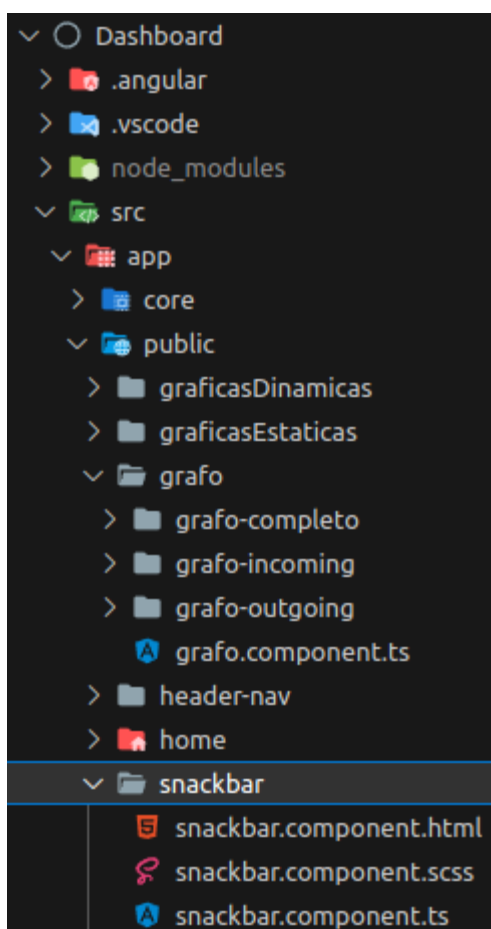 Dashboard
.angular
.vscode
node_modules
src
app
core
public
graficasDinamicas
graficasEstaticas
grafo
grafo-completo
grafo-incoming
grafo-outgoing
grafo.component.ts
header-nav
home
snackbar
snackbar.component.html
snackbar.component.scss
snackbar.component.ts